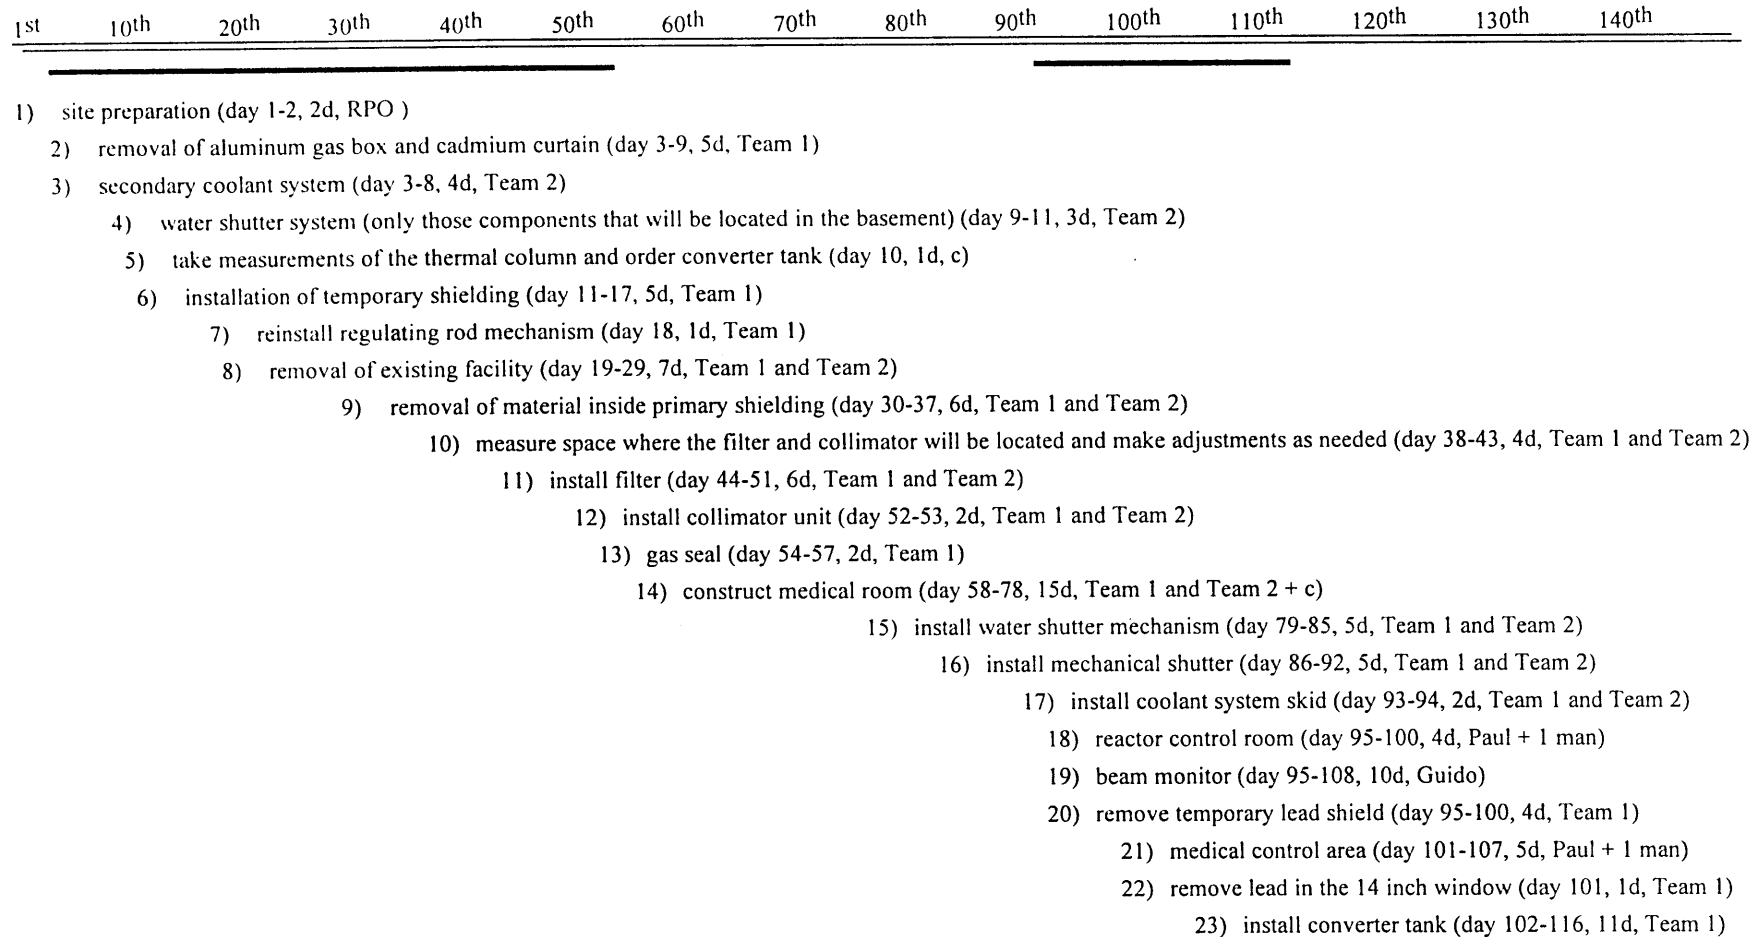 1st 10th 20th 30th 40th 50th 60th 70th 80th 90th 100th 110th 120th 130th 140th
1) site preparation (day 1-2, 2d, RPO )
2) removal of aluminum gas box and cadmium curtain (day 3-9, 5d, Team 1)
3) secondary coolant system (day 3-8, 4d, Team 2)
4) water shutter system (only those components that will be located in the basement) (day 9-11, 3d, Team 2)
5) take measurements of the thermal column and order converter tank (day 10, 1d, c)
6) installation of temporary shielding (day 11-17, 5d, Team 1)
7) reinstall regulating rod mechanism (day 18, 1d, Team 1)
8) removal of existing facility (day 19-29, 7d, Team 1 and Team 2)
9) removal of material inside primary shielding (day 30-37, 6d, Team 1 and Team 2)
10) measure space where the filter and collimator will be located and make adjustments as needed (day 38-43, 4d, Team 1 and Team 2)
11) install filter (day 44-51, 6d, Team 1 and Team 2)
12) install collimator unit (day 52-53, 2d, Team 1 and Team 2)
13) gas seal (day 54-57, 2d, Team 1)
14) construct medical room (day 58-78, 15d, Team 1 and Team 2 + c)
15) install water shutter mechanism (day 79-85, 5d, Team 1 and Team 2)
16) install mechanical shutter (day 86-92, 5d, Team 1 and Team 2)
17) install coolant system skid (day 93-94, 2d, Team 1 and Team 2)
18) reactor control room (day 95-100, 4d, Paul + 1 man)
19) beam monitor (day 95-108, 10d, Guido)
20) remove temporary lead shield (day 95-100, 4d, Team 1)
21) medical control area (day 101-107, 5d, Paul + 1 man)
22) remove lead in the 14 inch window (day 101, 1d, Team 1)
23) install converter tank (day 102-116, 11d, Team 1)